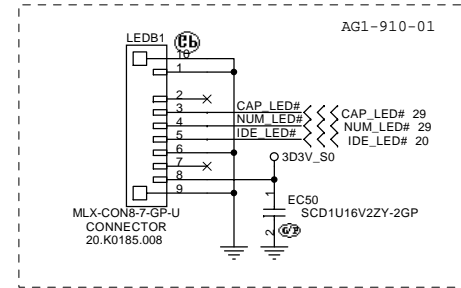 AG1-910-01
LEDB1
Cb
10
1
2
3 CAP_LED# CAP_LED# 29
4 NUM_LED# NUM_LED# 29
5 IDE_LED# IDE_LED# 20
6
7 3D3V_S0
8
9
1
EC50
SCD1U16V2ZY-2GP
2
G/P
MLX-CON8-7-GP-U
CONNECTOR
20.K0185.008